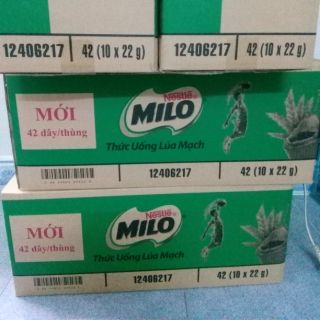 12406217 42 (10 x 22 g)
12406217 42 (10 x 22 g)
MỚI
42 dây/thùng
Nestlé
MILO
Thức Uống Lúa Mạch
12406217 42 (10 x 22 g)
MỚI
42 dây/thùng
Nestlé
MILO
Thức Uống Lúa Mạch
12406217 42 (10 x 22 g)